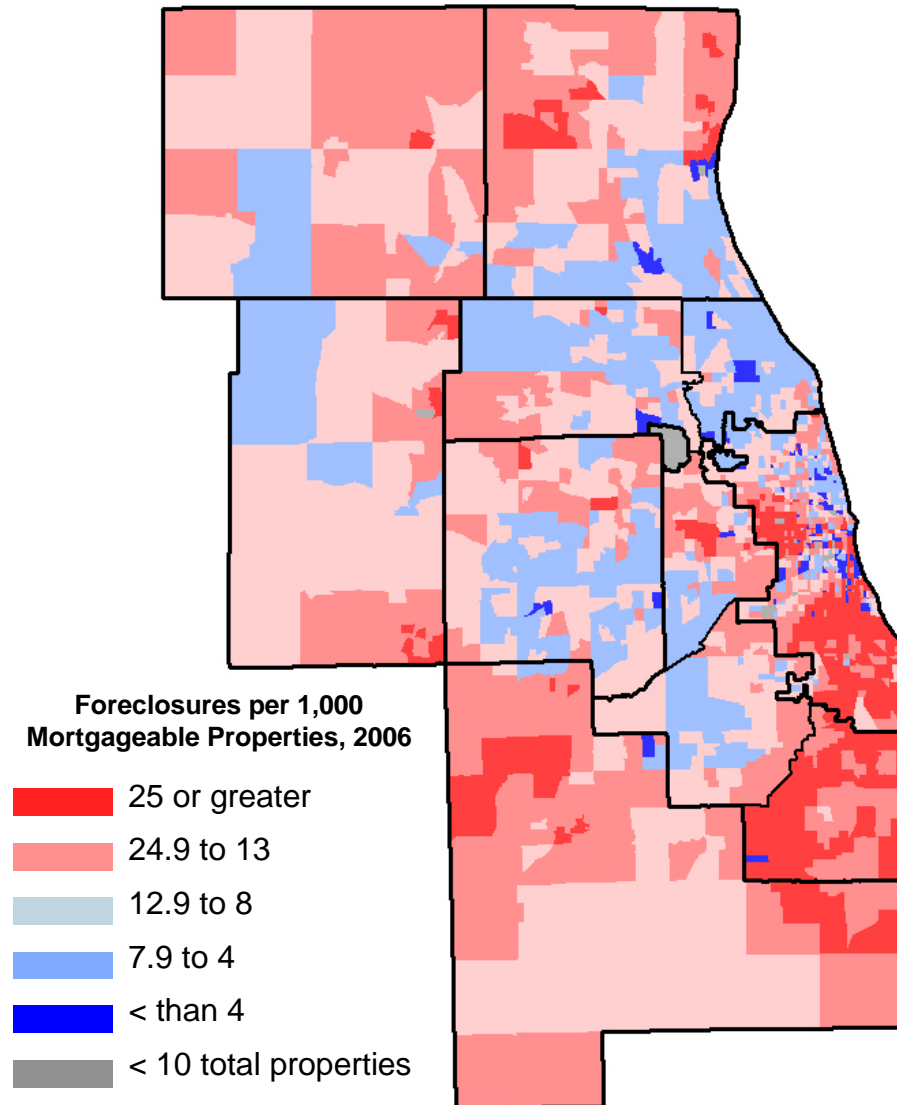 Foreclosures per 1,000
Mortgageable Properties, 2006
25 or greater
24.9 to 13
12.9 to 8
7.9 to 4
< than 4
< 10 total properties